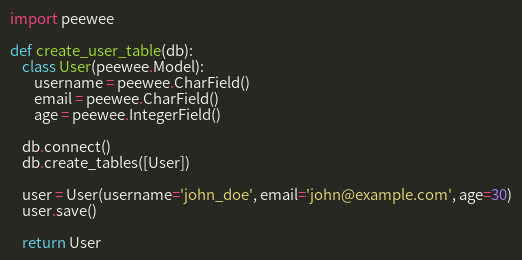 import peewee

def create_user_table(db):
    class User(peewee.Model):
        username = peewee.CharField()
        email = peewee.CharField()
        age = peewee.IntegerField()

    db.connect()
    db.create_tables([User])

    user = User(username='john_doe', email='john@example.com', age=30)
    user.save()

    return User